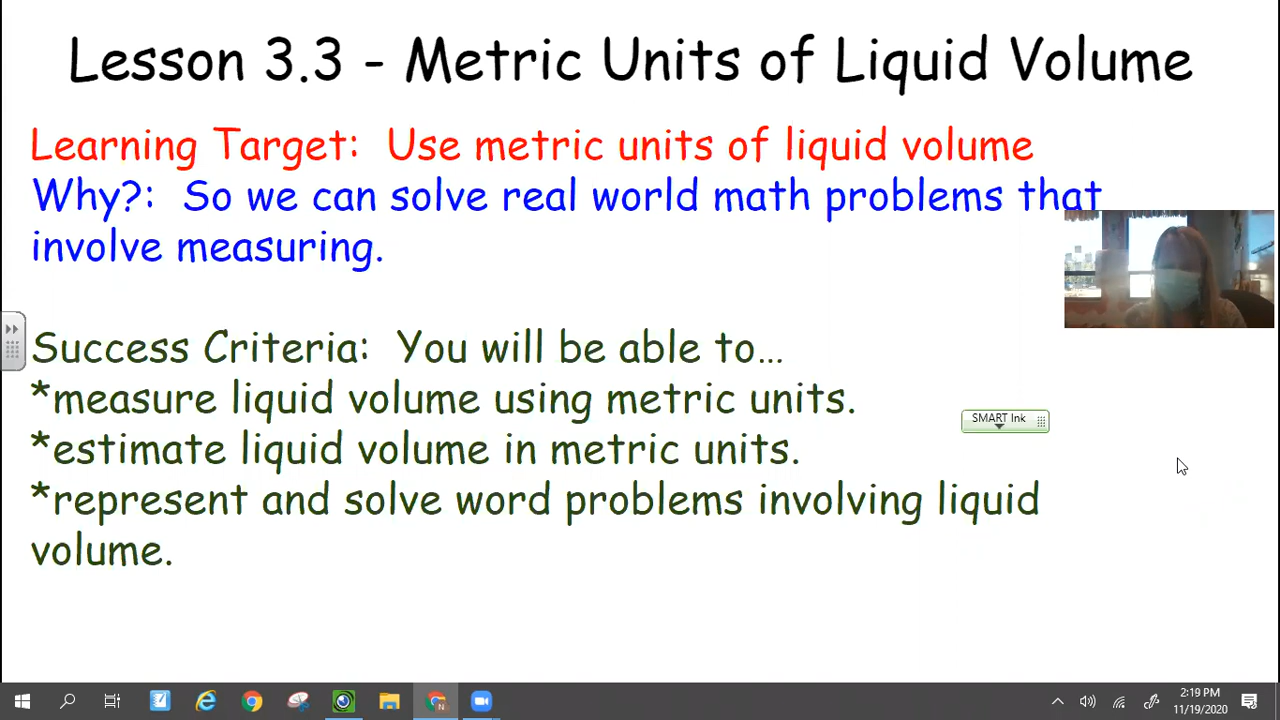 Lesson 3.3 - Metric Units of Liquid Volume
Learning Target: Use metric units of liquid volume
Why?: So we can solve real world math problems that
involve measuring.
Success Criteria: You will be able to...
*measure liquid volume using metric units.
SMART Ink
*estimate liquid volume in metric units.
*represent and solve word problems involving liquid
volume.
2:19 PM
11/19/2020